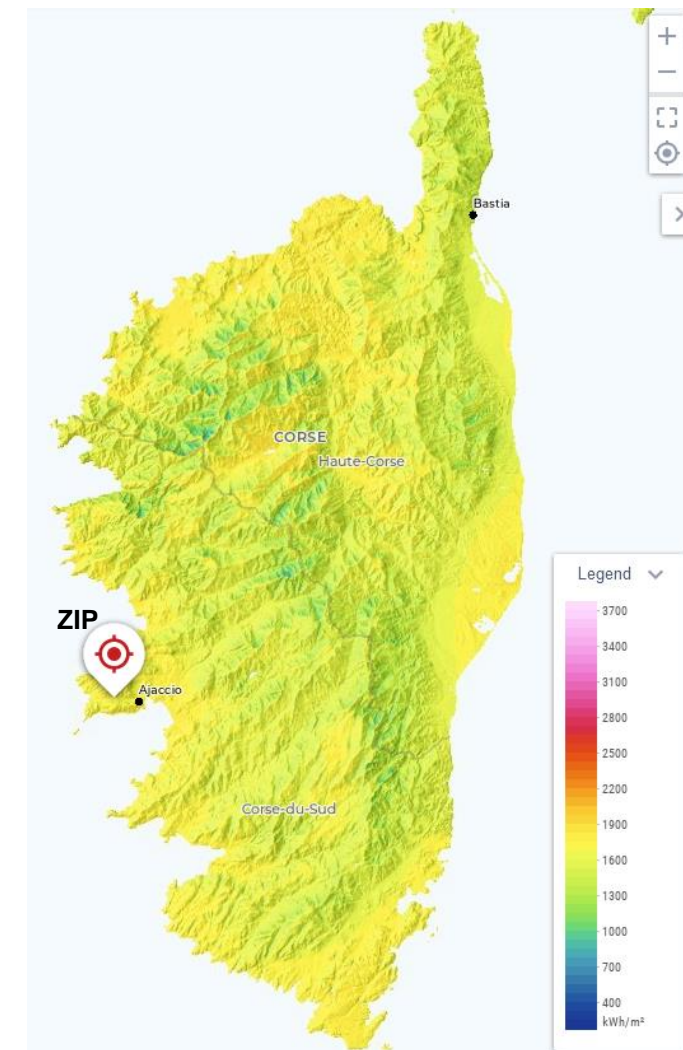 Bastia
CORSE
Haute-Corse
ZIP
Ajaccio
Corse-du-Sud
Legend
3700
3400
3100
2800
2500
2200
1900
1600
1300
1000
700
400
kWh/m²